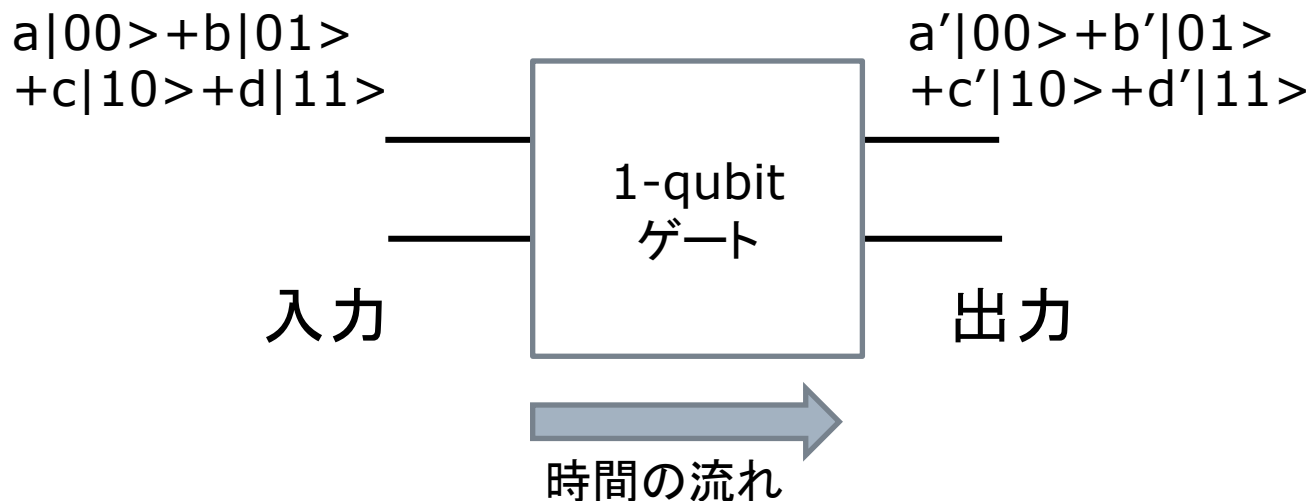 a|00>+b|01>
+c|10>+d|11>
a′|00>+b′|01>
+c′|10>+d′|11>
1-qubit
ゲート
入力
出力
時間の流れ